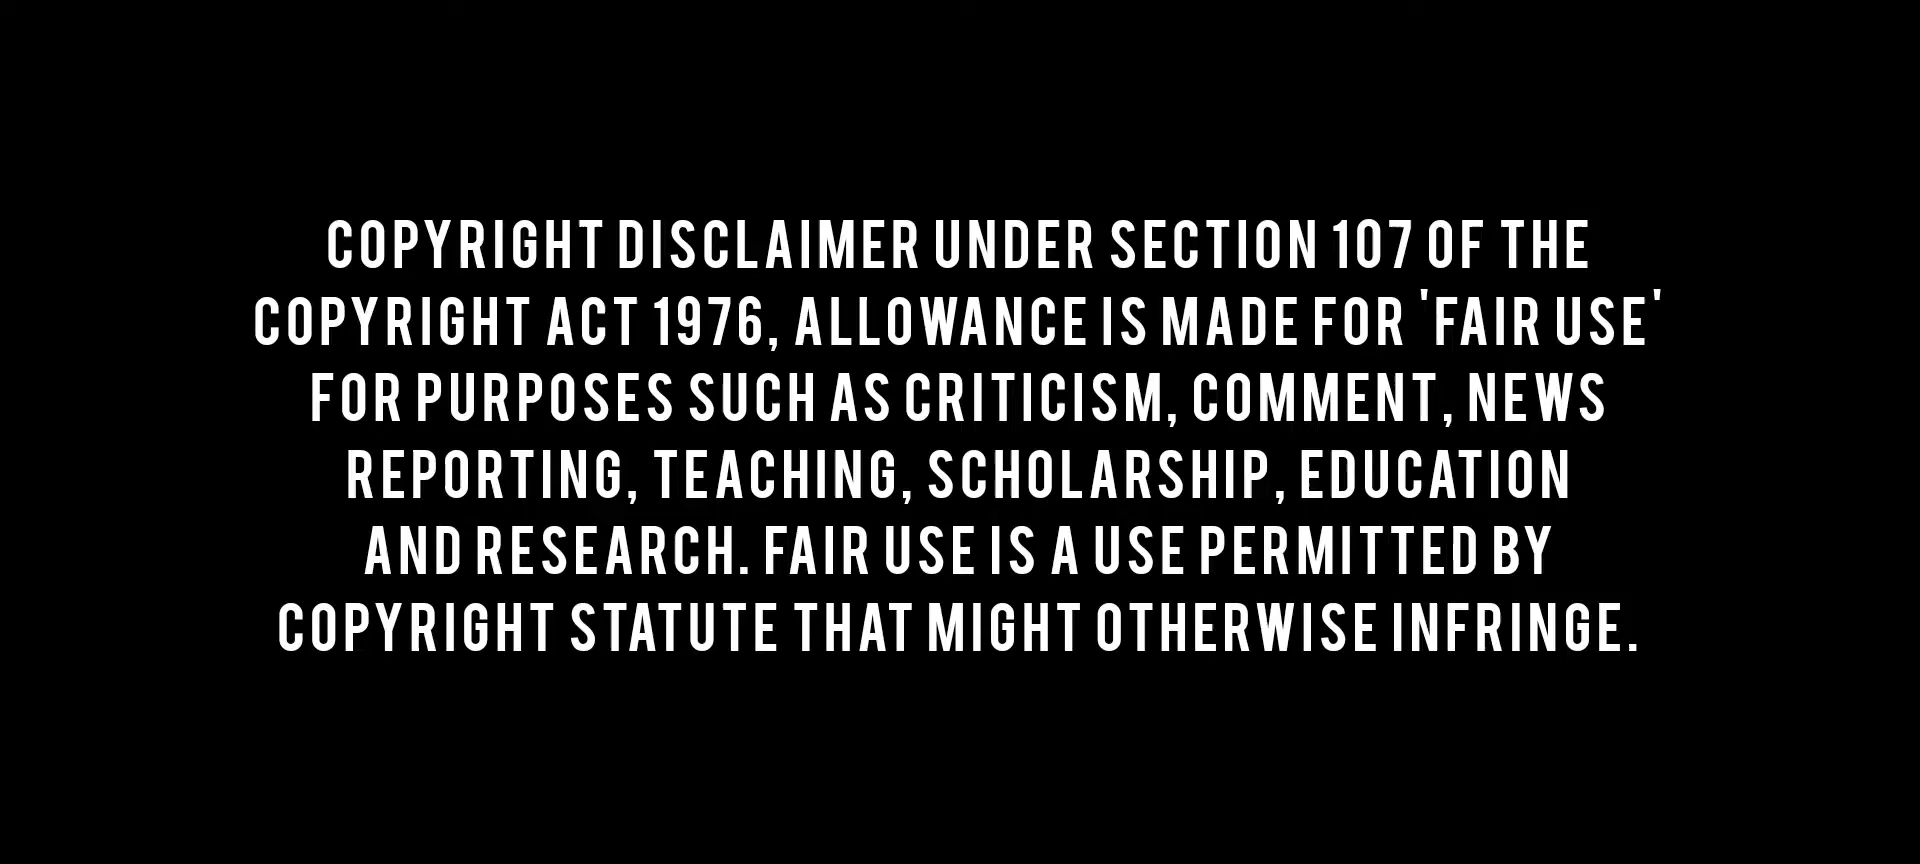 COPYRIGHT DISCLAIMER UNDER SECTION 107 OF THE
COPYRIGHT ACT 1976, ALLOWANCE IS MADE FOR 'FAIR USE'
FOR PURPOSES SUCH AS CRITICISM, COMMENT, NEWS
REPORTING, TEACHING, SCHOLARSHIP, EDUCATION
AND RESEARCH. FAIR USE IS A USE PERMITTED BY
COPYRIGHT STATUTE THAT MIGHT OTHERWISE INFRINGE.